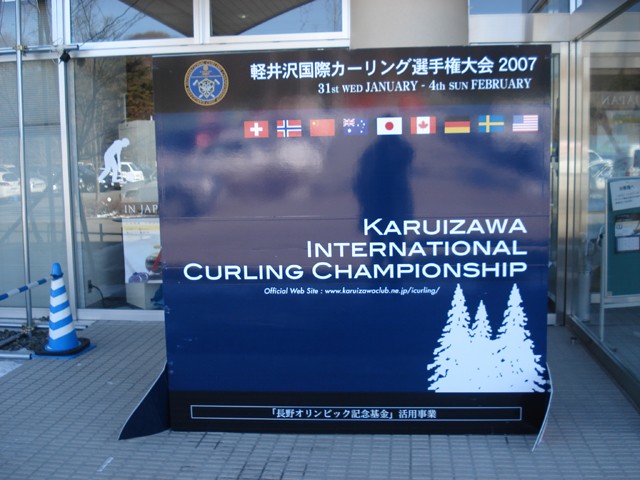 軽井沢国際カーリング選手権大会 2007
31st WED JANUARY - 4th SUN FEBRUARY
KARUIZAWA
INTERNATIONAL
CURLING CHAMPIONSHIP
Official Web Site : www.karuizawaclub.ne.jp/icurling/
「長野オリンピック記念基金」活用事業
IN JAPA